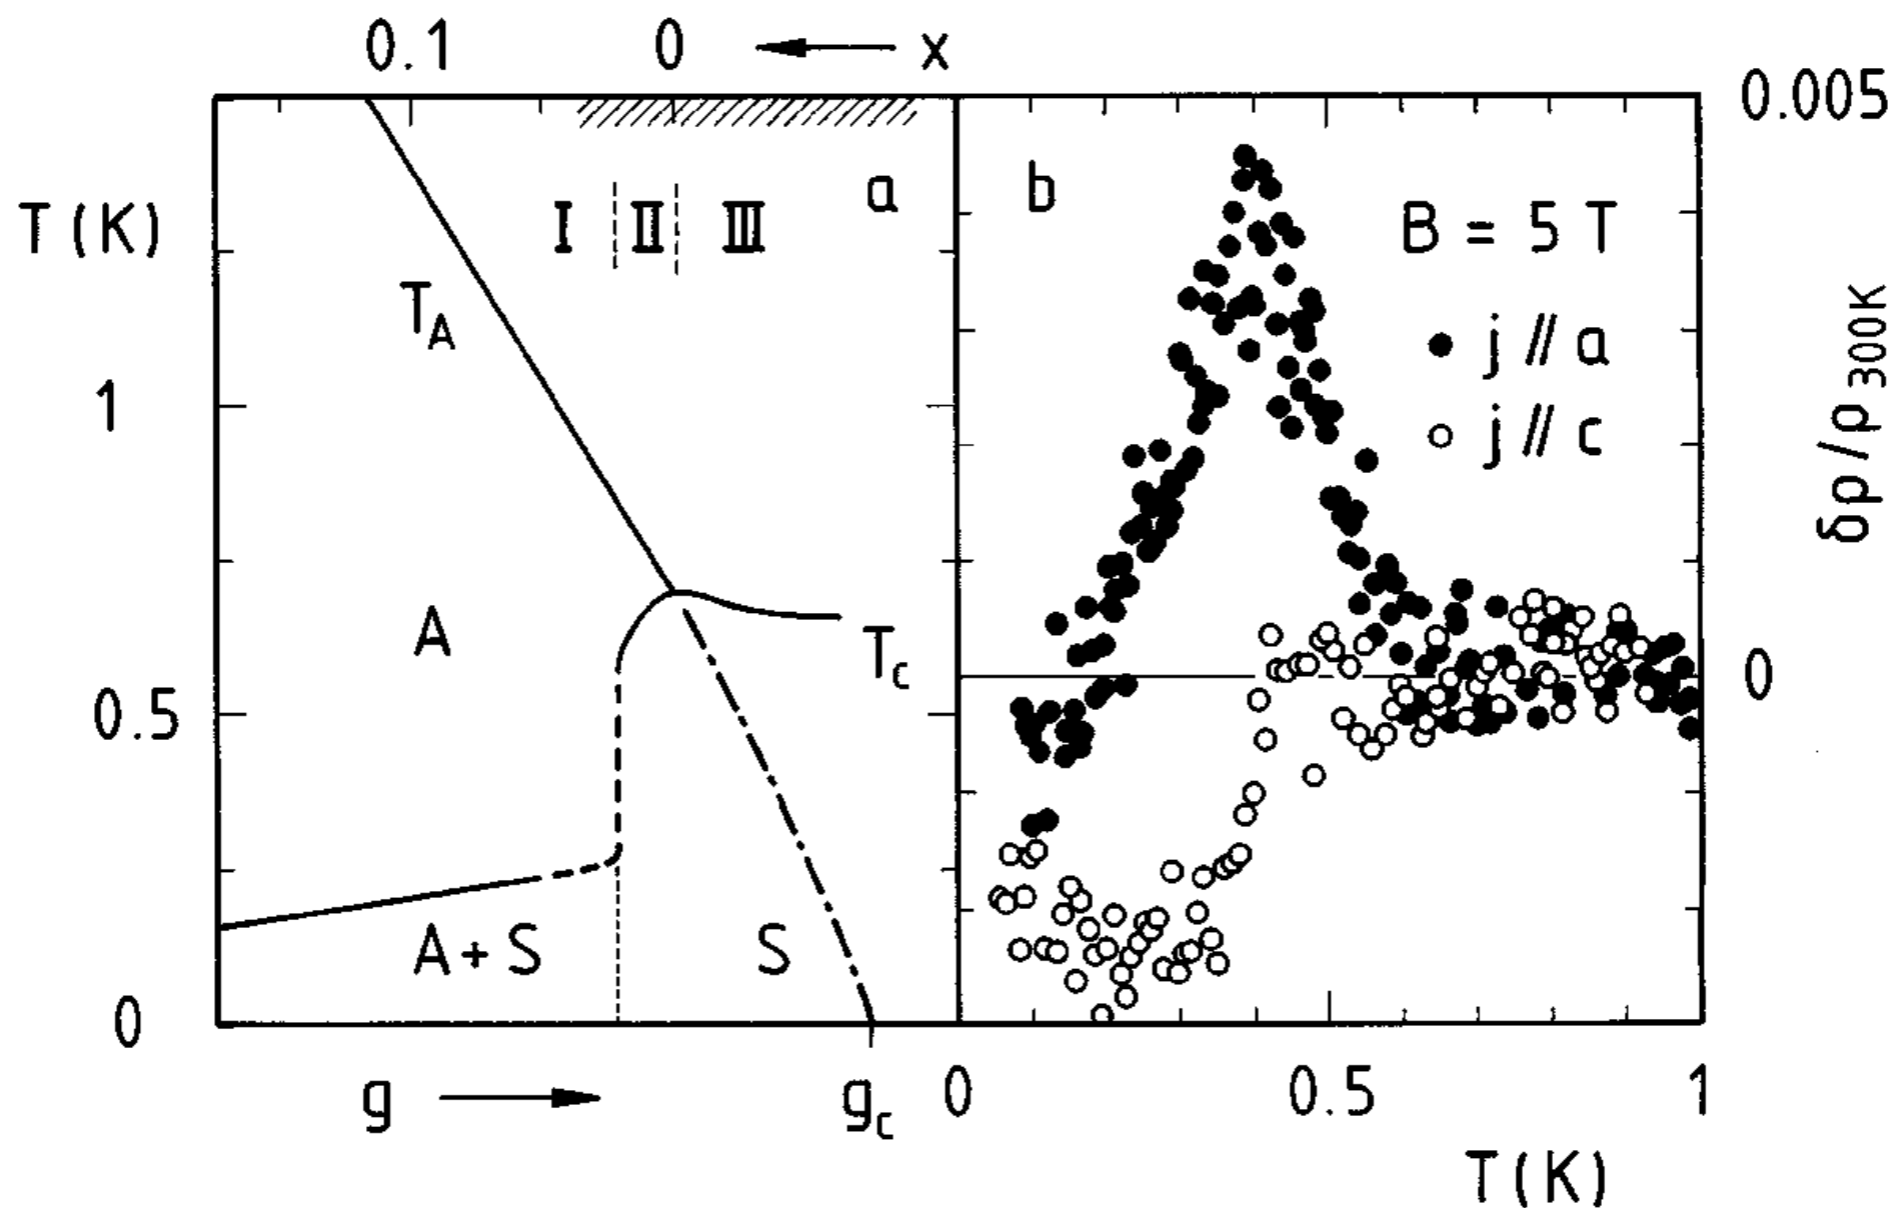 0.1 0 x
0.005
a
b
T (K)
I II III
B = 5 T
T_A
j // a
j // c
1
δρ/ρ 300K
A
T_c
0
0.5
A + S
S
0
g
g_c
0 0.5 1
T (K)